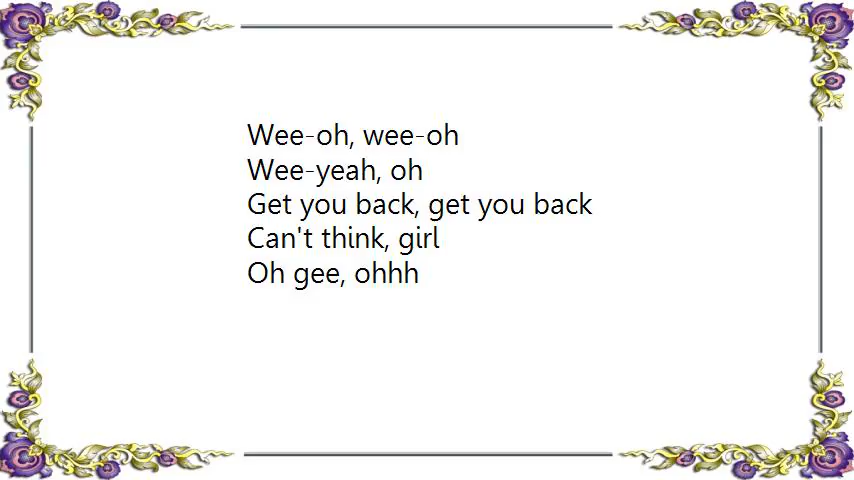 Wee-oh, wee-oh
Wee-yeah, oh
Get you back, get you back
Can't think, girl
Oh gee, ohhh